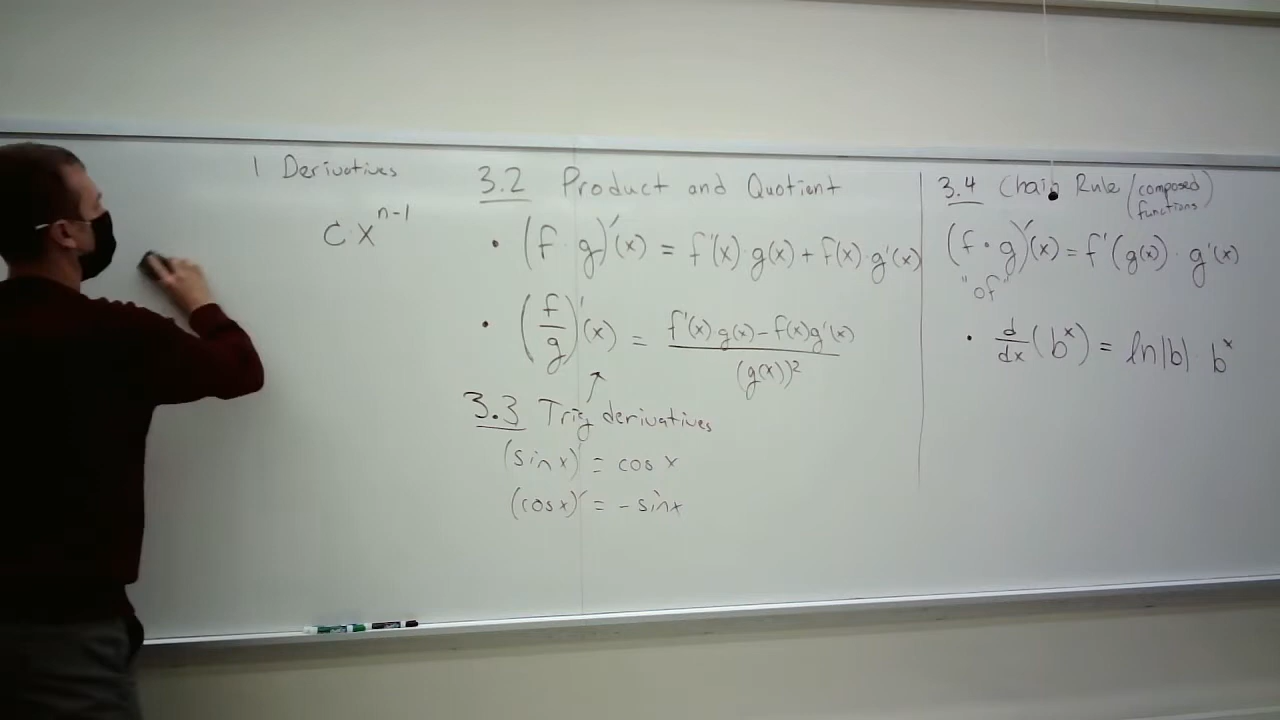 1 Derivatives
c x^{n-1}
3.2 Product and Quotient
• (f · g)'(x) = f'(x) · g(x) + f(x) · g'(x)
• (f/g)'(x) = f'(x) g(x) - f(x) g'(x) / (g(x))^2
3.3 Trig derivatives
(sin x)' = cos x
(cos x)' = - sin x
3.4 Chain Rule (composed functions)
(f • g)'(x) = f'(g(x)) · g'(x)
"of"
• d/dx (b^x) = ln|b| · b^x